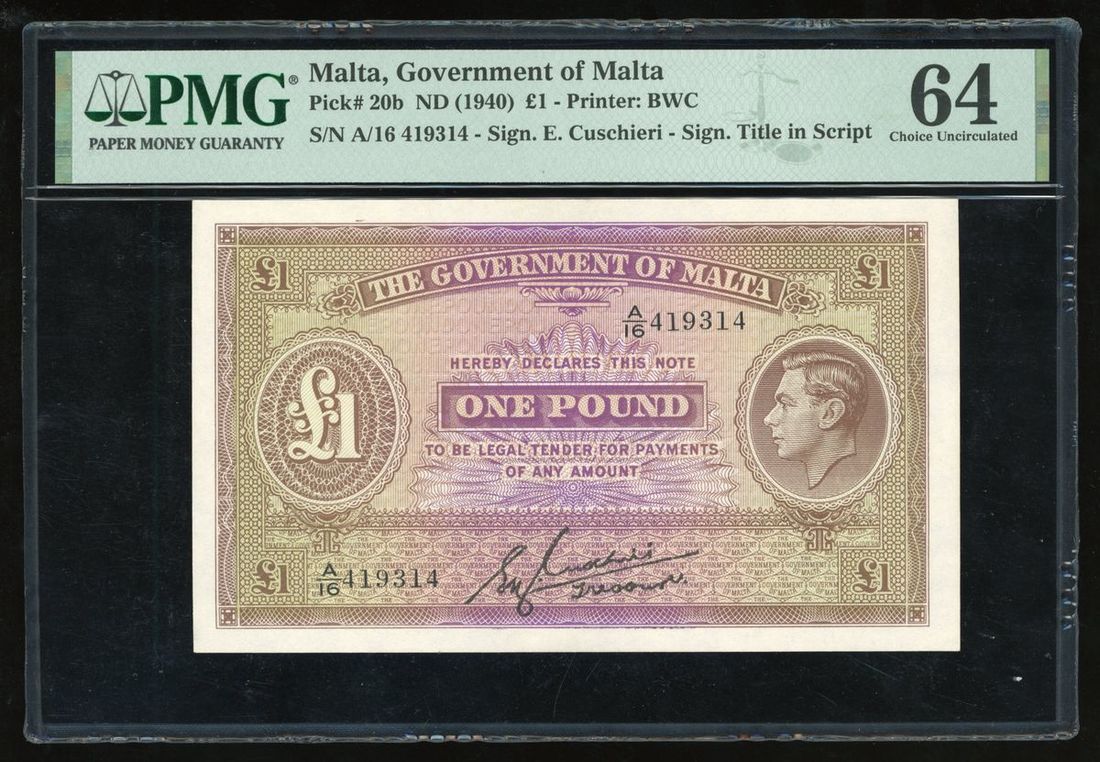 PMG®
PAPER MONEY GUARANTY
Malta, Government of Malta
Pick# 20b ND (1940) £1 - Printer: BWC
S/N A/16 419314 - Sign. E. Cuschieri - Sign. Title in Script
64
Choice Uncirculated
THE GOVERNMENT OF MALTA
£1
£1
A/16 419314
HEREBY DECLARES THIS NOTE
£1
ONE POUND
TO BE LEGAL TENDER FOR PAYMENTS
OF ANY AMOUNT
£1
A/16 419314
£1